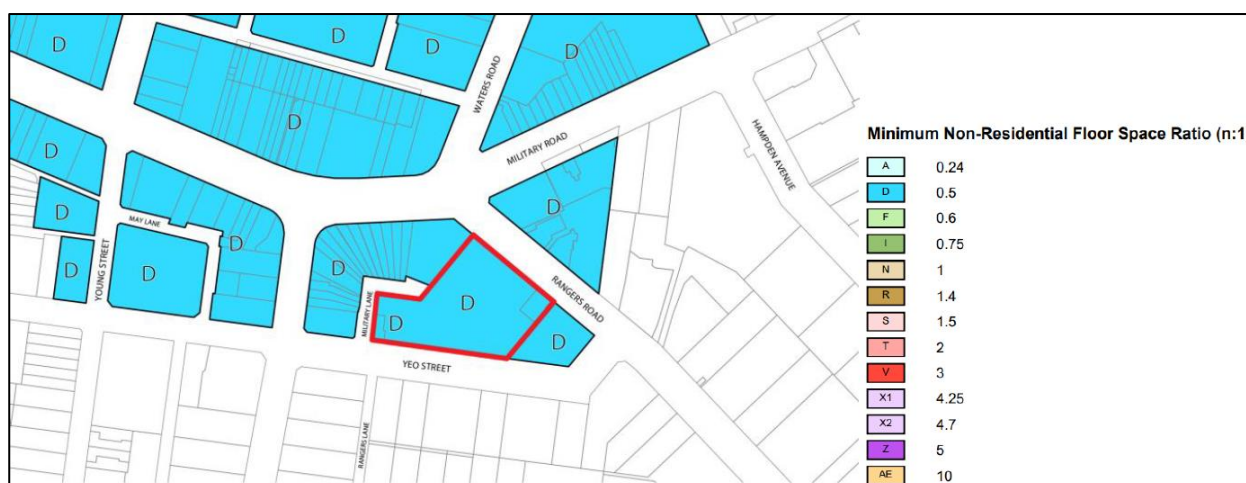 D
D
D
D
WATERS ROAD
HAMPDEN AVENUE
D
MILITARY ROAD
D
D
MAY LANE
D
D
D
YOUNG STREET
D
D
D
D
RANGERS ROAD
MILITARY LANE
D
D
YEO STREET
RANGERS LANE
Minimum Non-Residential Floor Space Ratio (n:1
A 0.24
D 0.5
F 0.6
I 0.75
N 1
R 1.4
S 1.5
T 2
V 3
X1 4.25
X2 4.7
Z 5
AE 10